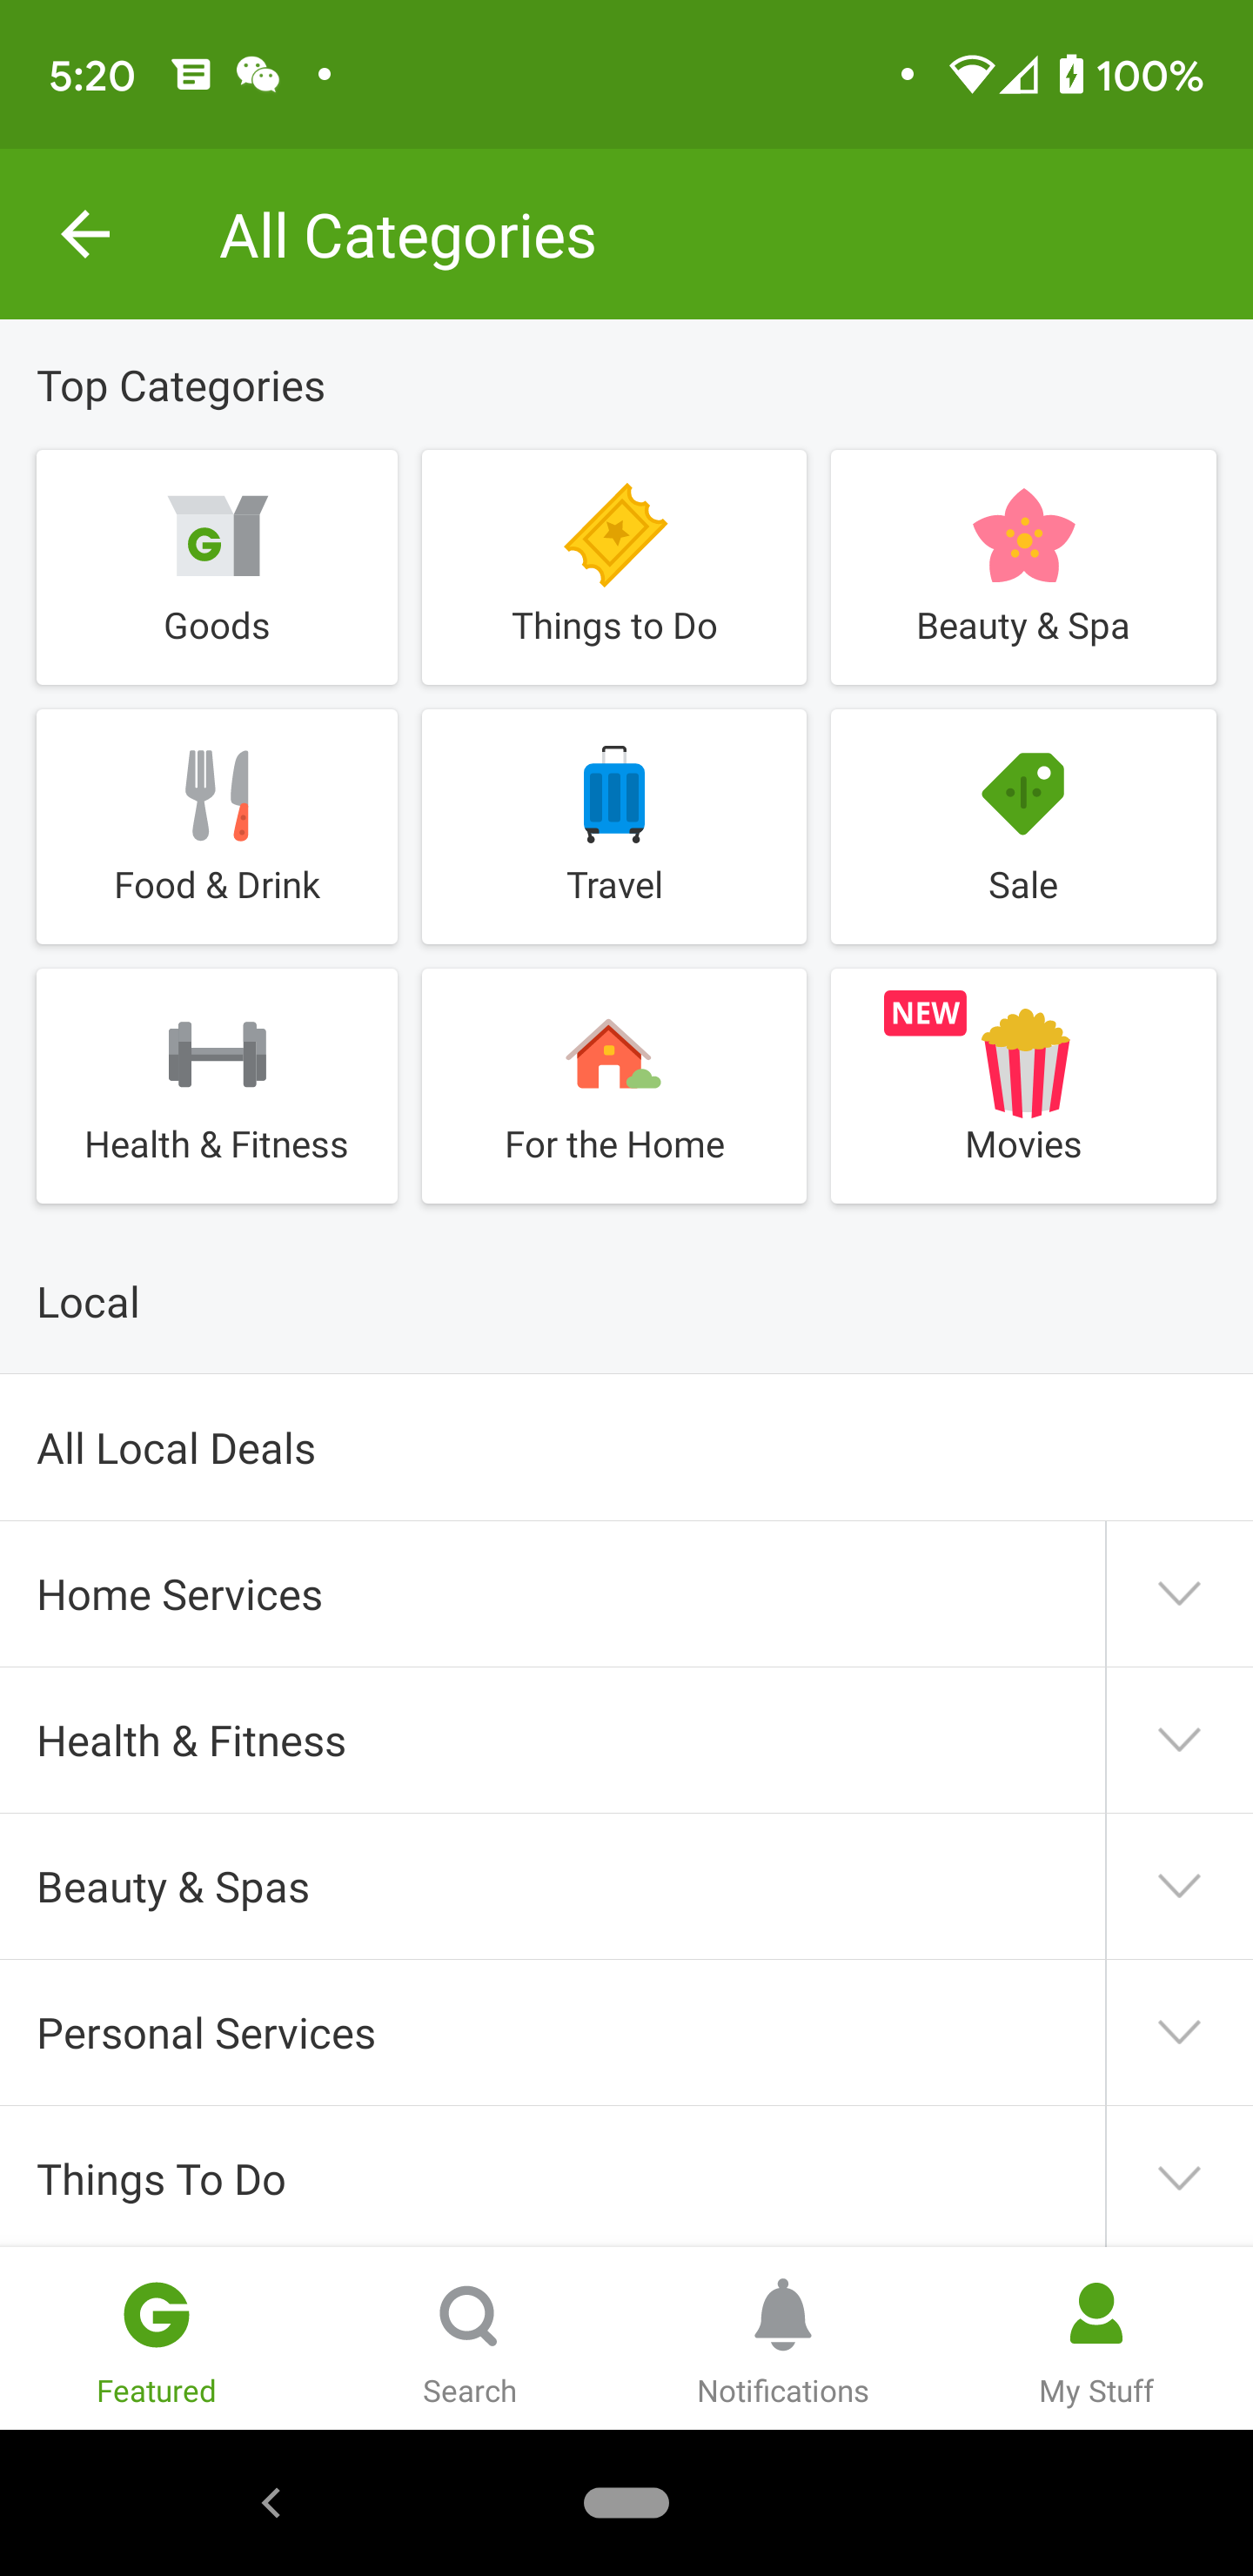 5:20 100%
All Categories
Top Categories
Goods Things to Do Beauty & Spa
Food & Drink Travel Sale
NEW
Health & Fitness For the Home Movies
Local
All Local Deals
Home Services
Health & Fitness
Beauty & Spas
Personal Services
Things To Do
Featured Search Notifications My Stuff